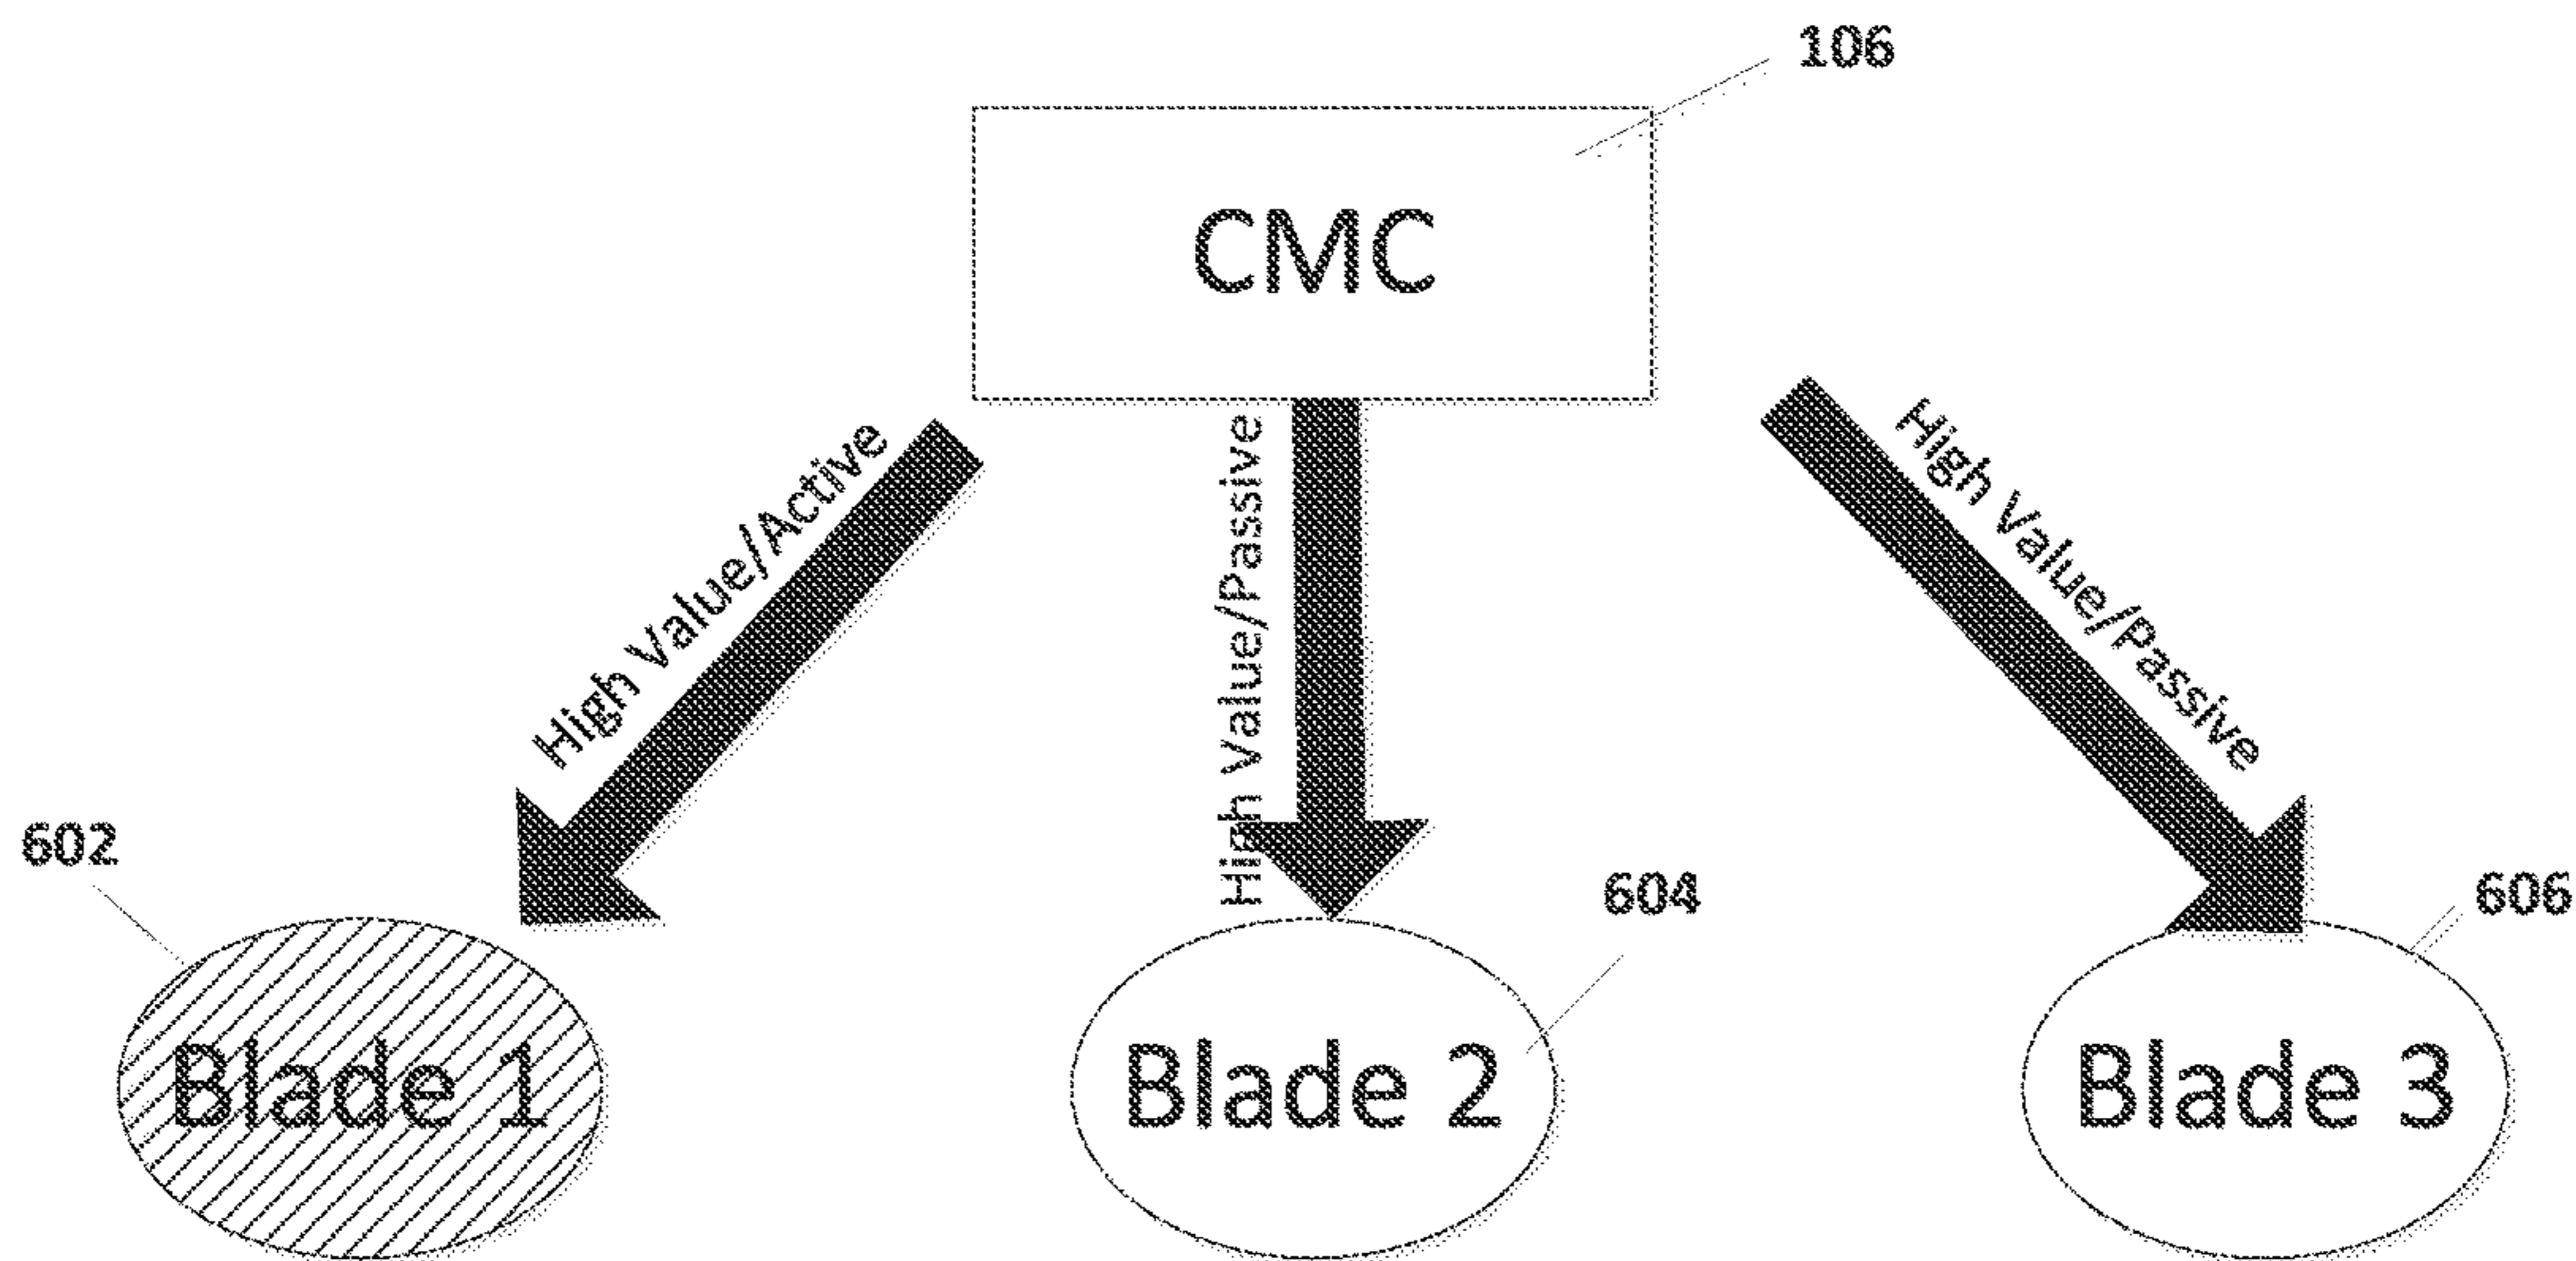 106
CMC
High Value/Active
High Value/Passive
High Value/Passive
602
604
606
Blade 1
Blade 2
Blade 3